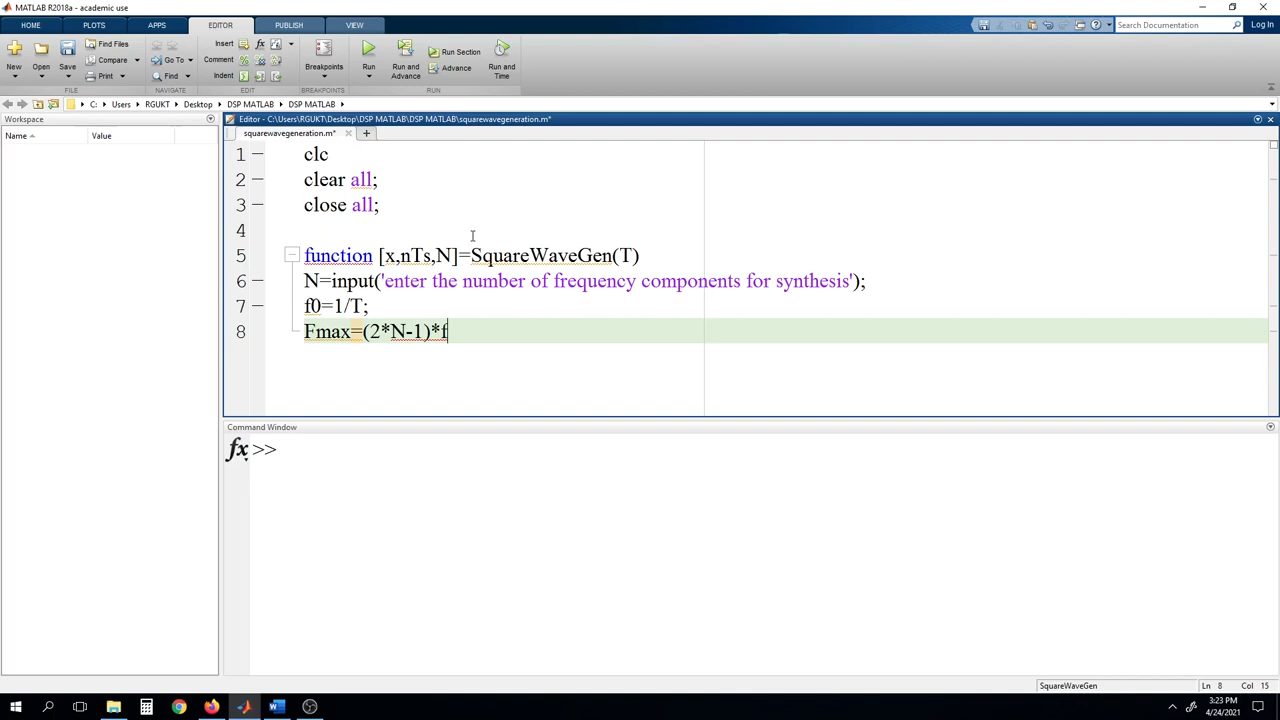 MATLAB R2018a - academic use
HOME PLOTS APPS EDITOR PUBLISH VIEW Search Documentation Log In
New Open Save Find Files Compare Print Go To Find Insert fx Comment Indent Breakpoints Run Run and Advance Run Section Advance Run and Time
FILE NAVIGATE EDIT BREAKPOINTS RUN
C: Users RGUKT Desktop DSP MATLAB DSP MATLAB
Workspace
Name Value
Editor - C:\Users\RGUKT\Desktop\DSP MATLAB\DSP MATLAB\squarewavegeneration.m*
squarewavegeneration.m*
1 clc
2 clear all;
3 close all;
4
5 function [x,nTs,N]=SquareWaveGen(T)
6 N=input('enter the number of frequency components for synthesis');
7 f0=1/T;
8 Fmax=(2*N-1)*f
Command Window
fx >>
SquareWaveGen Ln 8 Col 15
3:23 PM
4/24/2021